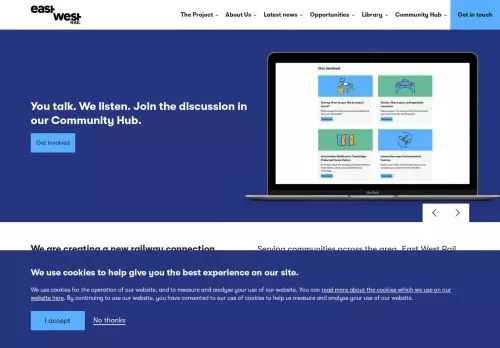 east
west
RAIL
The Project
About Us
Latest news
Opportunities
Library
Community Hub
Get in touch
Get involved
You talk. We listen. Join the discussion in
our Community Hub.
Get involved
We are creating a new railway connection
Serving communities across the area, East West Rail
We use cookies to help give you the best experience on our site.
We use cookies for the operation of our website, and to measure and analyse your use of our website. You can read more about the cookies which we use on our
website here. By continuing to use our website, you have consented to our use of cookies to help us measure and analyse your use of our website.
I accept
No thanks